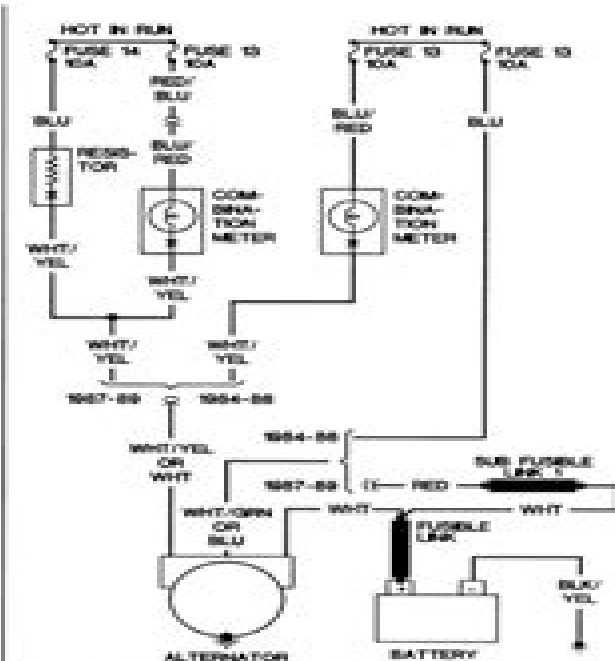 HOT IN RUN
FUSE 14
10A
FUSE 13
10A
RED/
BLU/
BLU/
BLU/
RED
RESIS-
TOR
COM-
BINA-
TION
METER
WHT/
YEL
WHT/
YEL
HOT IN RUN
FUSE 13
10A
FUSE 13
10A
BLU/
RED
BLU
COM-
BINA-
TION
METER
WHT/
YEL
WHT/
YEL
1987-89
1984-86
WHT/YEL
OR
WHT
1984-86
1987-89
RED
SUB FUSIBLE
LINK 1
WHT/GRN
OR
BLU
WHT
WHT
FUSIBLE
LINK
BLK/
YEL
+
-
ALTERNATOR
BATTERY